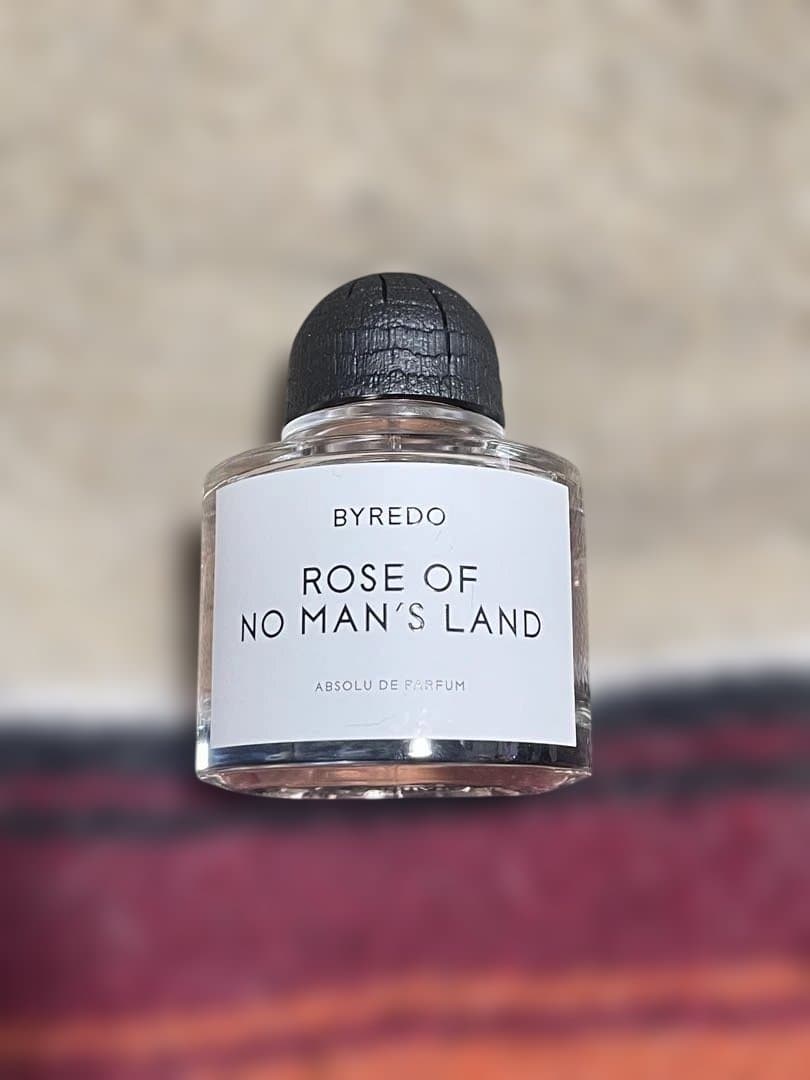 BYREDO
ROSE OF
NO MAN'S LAND
ABSOLU DE PARFUM